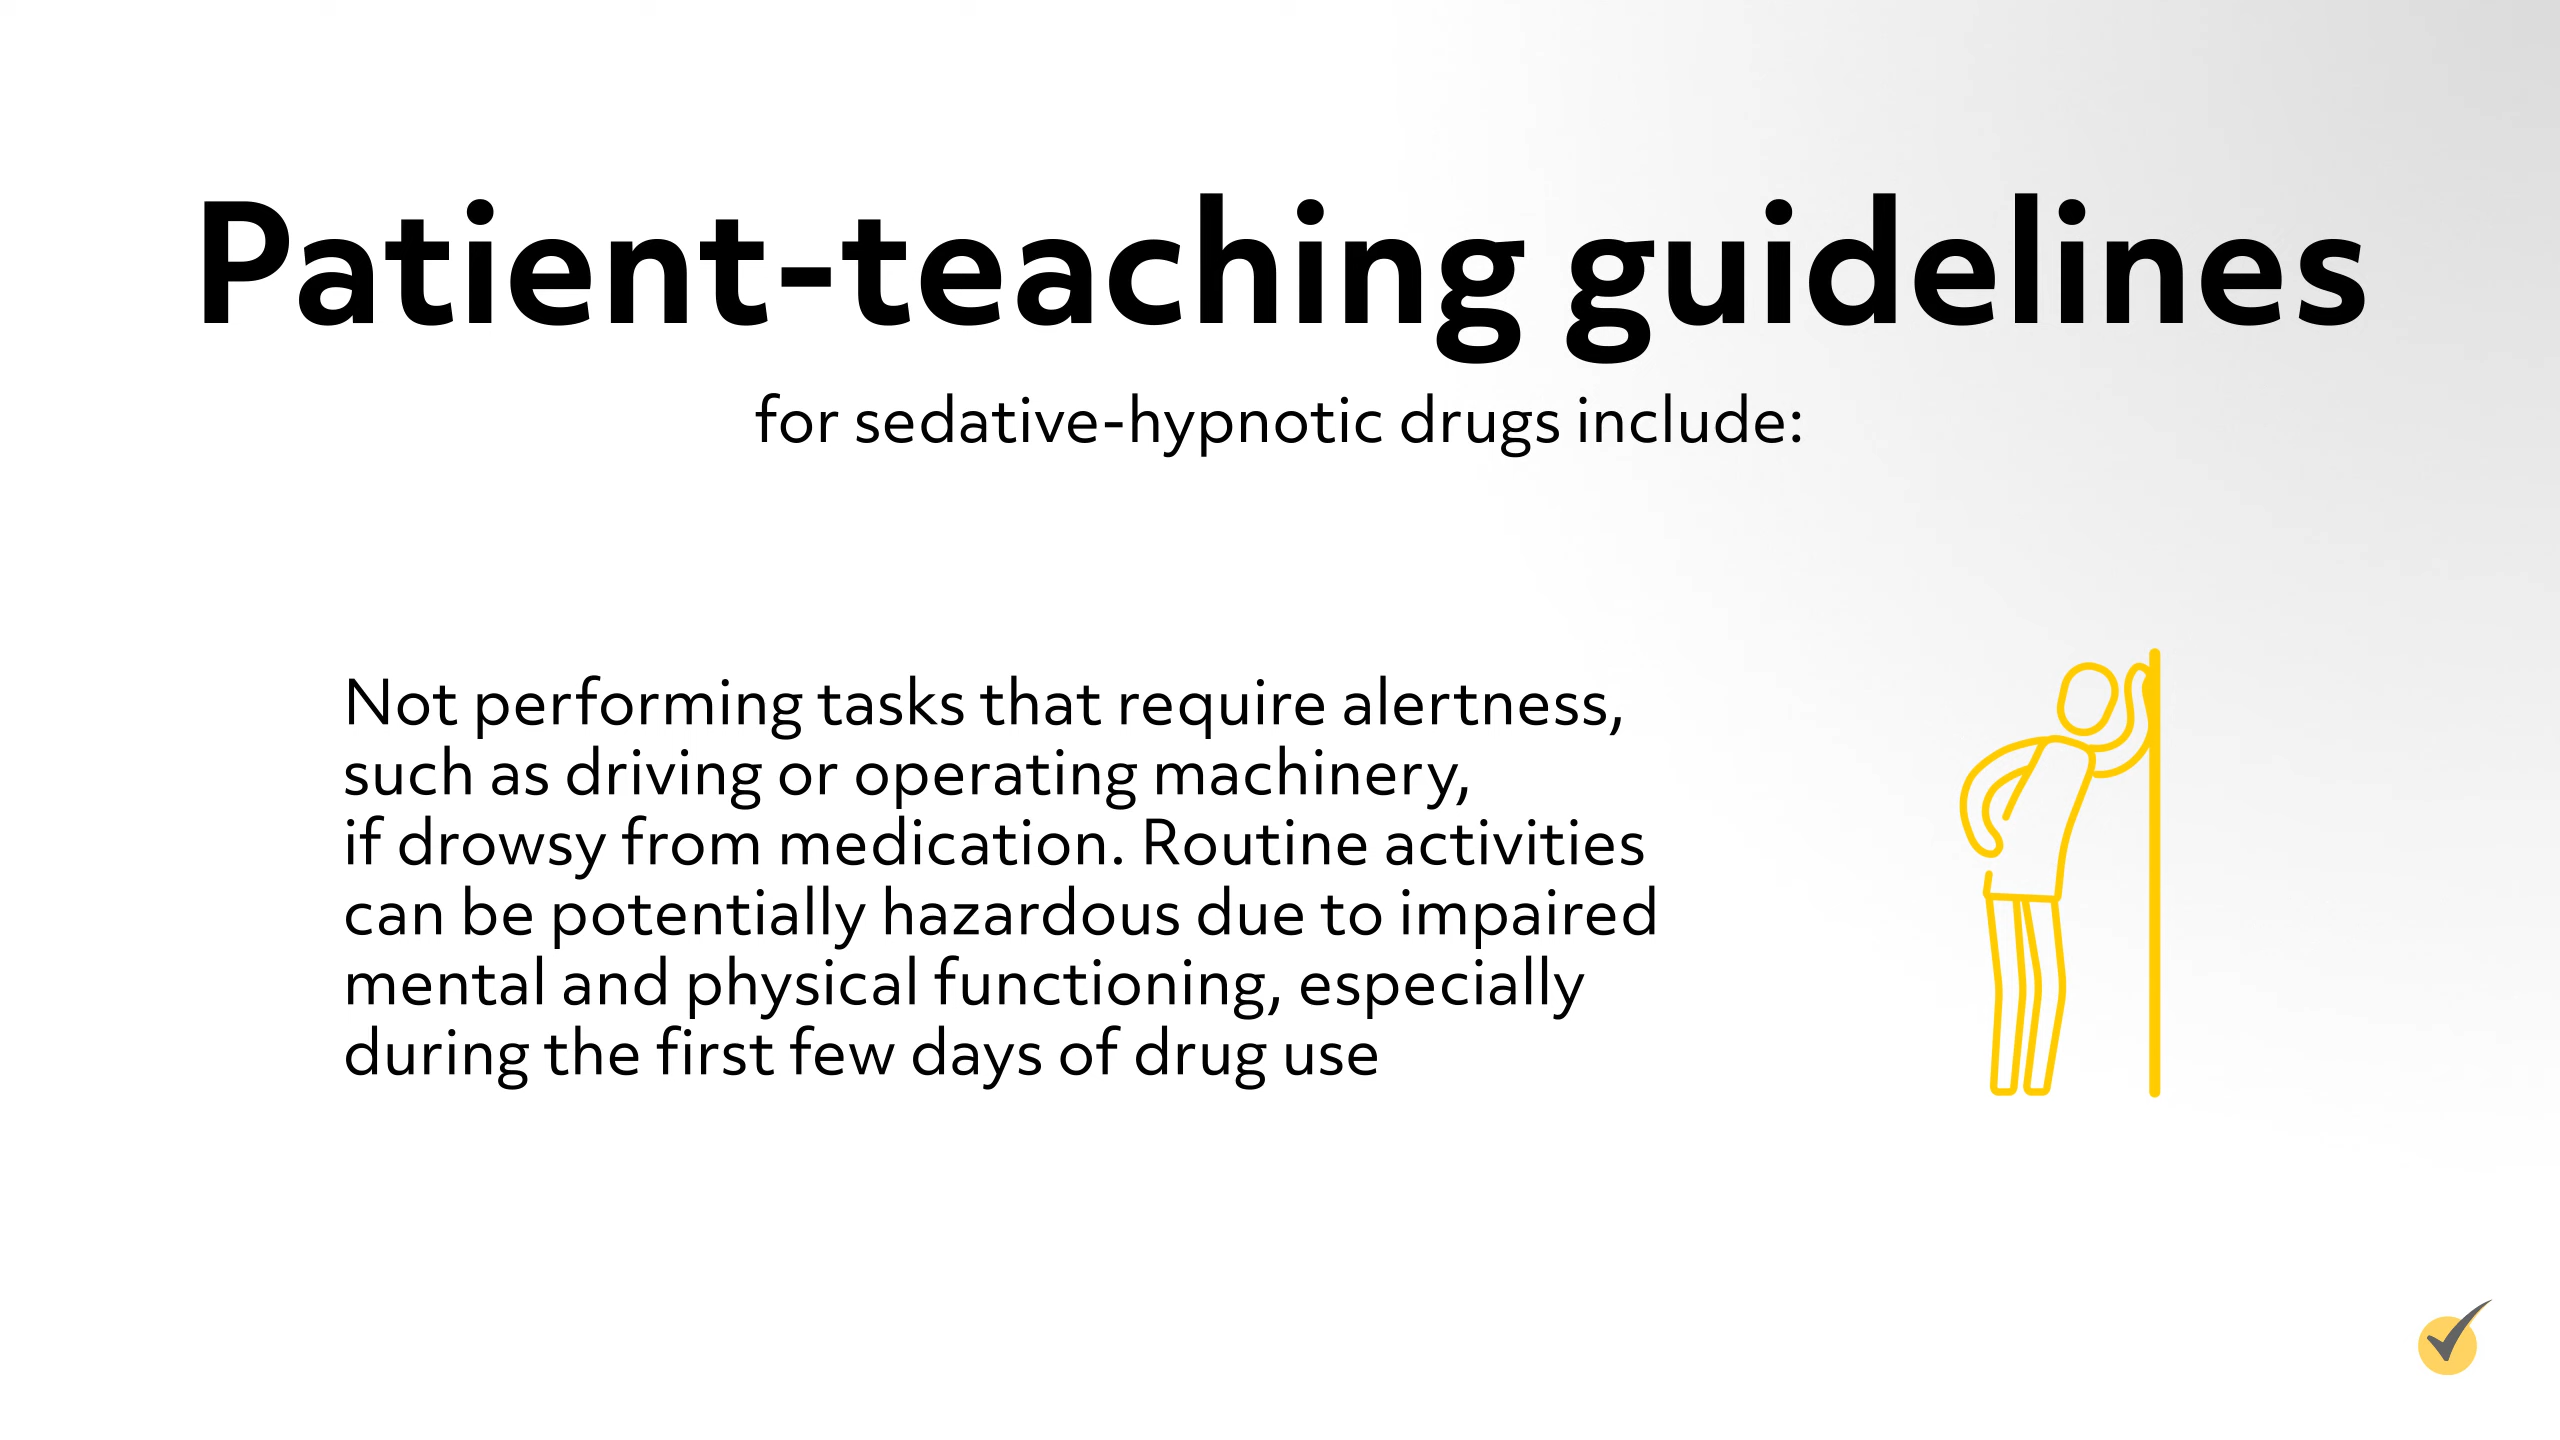 Patient-teaching guidelines
for sedative-hypnotic drugs include:
Not performing tasks that require alertness,
such as driving or operating machinery,
if drowsy from medication. Routine activities
can be potentially hazardous due to impaired
mental and physical functioning, especially
during the first few days of drug use